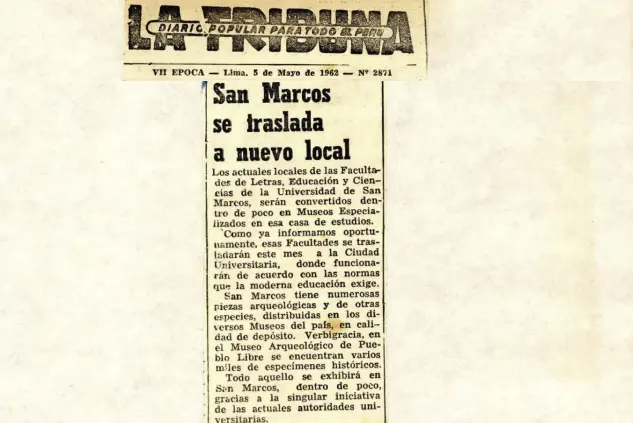 LA TRIBUNA
DIARIO POPULAR PARA TODO EL PERU
VII EPOCA — Lima, 5 de Mayo de 1962 — Nº 2871
San Marcos
se traslada
a nuevo local
Los actuales locales de las Faculta-
des de Letras, Educación y Cien-
cias de la Universidad de San
Marcos, serán convertidos den-
tro de poco en Museos Especia-
lizados en esa casa de estudios.
Como ya informamos oportu-
namente, esas Facultades se tras-
ladarán este mes a la Ciudad
Universitaria, donde funciona-
rán de acuerdo con las normas
que la moderna educación exige.
San Marcos tiene numerosas
piezas arqueológicas y de otras
especies, distribuidas en los di-
versos Museos del país, en cali-
dad de depósito. Verbigracia, en
el Museo Arqueológico de Pue-
blo Libre se encuentran varios
miles de especímenes históricos.
Todo aquello se exhibirá en
San Marcos, dentro de poco,
gracias a la singular iniciativa
de las actuales autoridades uni-
versitarias.